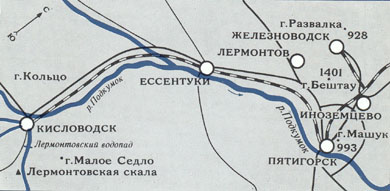 г.Развалка
ЖЕЛЕЗНОВОДСК 928
ЛЕРМОНТОВ
1401
г.Бештау
г.Кольцо
ЕССЕНТУКИ
р.Подкумок
р.Подкумок
ИНОЗЕМЦЕВО
г.Машук
993
ПЯТИГОРСК
КИСЛОВОДСК
Лермонтовский водопад
г.Малое Седло
Лермонтовская скала
С
Ю